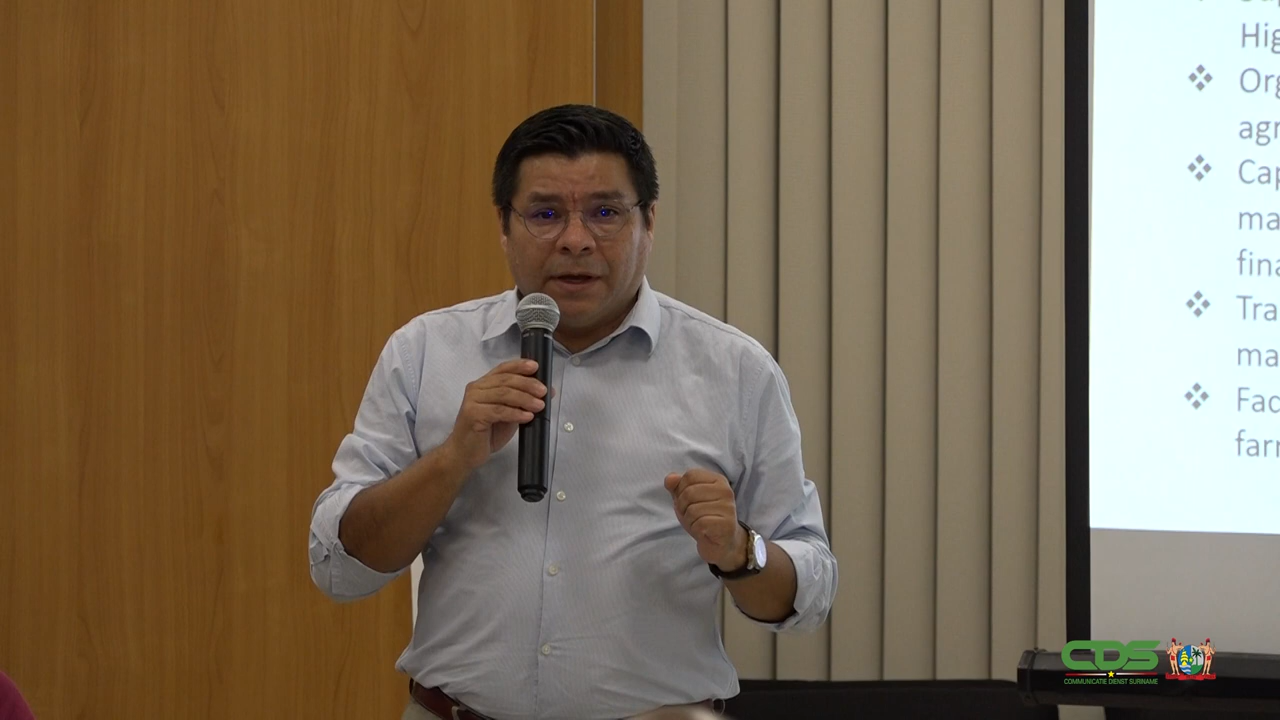 Hig
Org
agr
Cap
ma
fina
Tra
ma
Fac
farr
CDS
COMMUNICATIE DIENST SURINAME